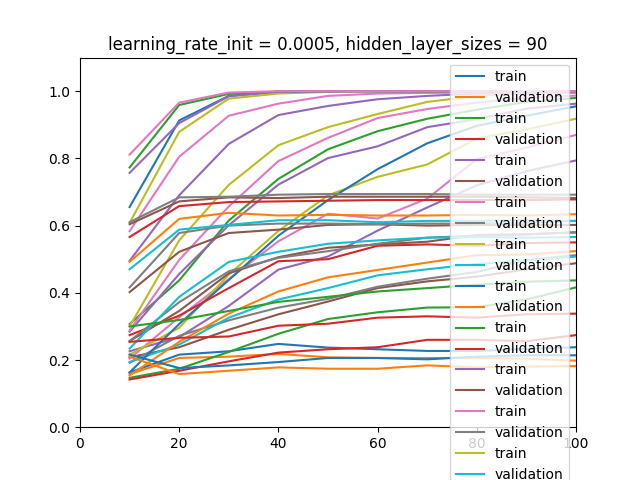 learning_rate_init = 0.0005, hidden_layer_sizes = 90
1.0
0.8
0.6
0.4
0.2
0.0
0
20
40
60
80
100
train
validation
train
validation
train
validation
train
validation
train
validation
train
validation
train
validation
train
validation
train
validation
train
validation